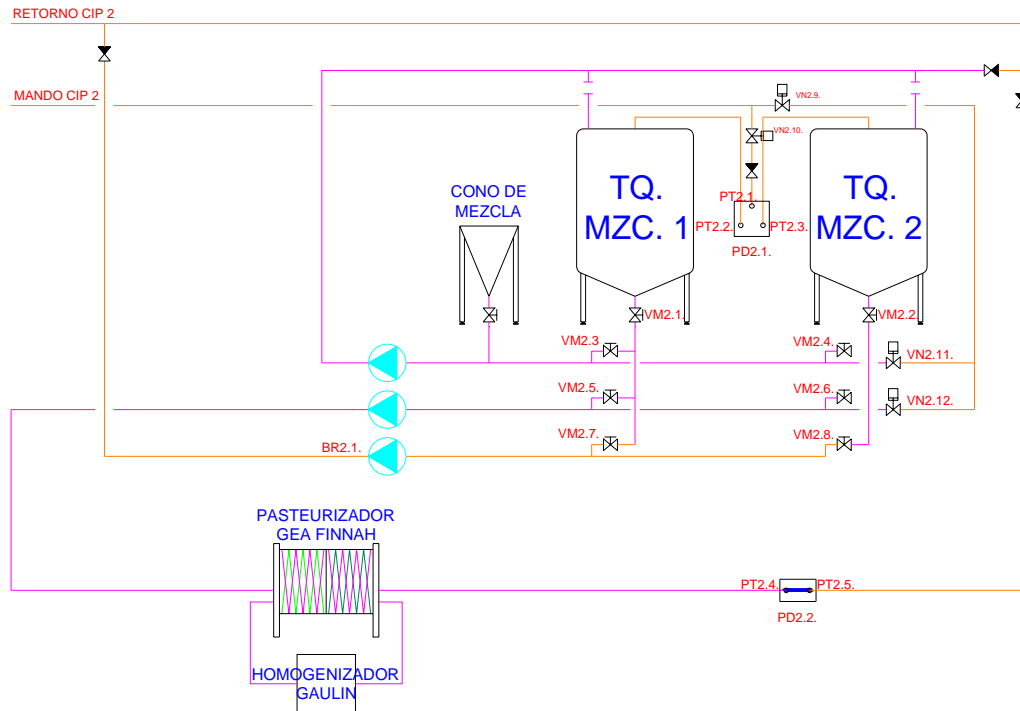 RETORNO CIP 2
MANDO CIP 2
VN2.9.
VN2.10.
CONO DE
MEZCLA
TQ.
MZC. 1
TQ.
MZC. 2
PT2.1.
PT2.2.
PT2.3.
PD2.1.
VM2.1.
VM2.2.
VM2.3
VM2.4.
VN2.11.
VM2.5.
VM2.6.
VN2.12.
VM2.7.
VM2.8.
BR2.1.
PASTEURIZADOR
GEA FINNAH
PT2.4.
PT2.5.
PD2.2.
HOMOGENIZADOR
GAULIN